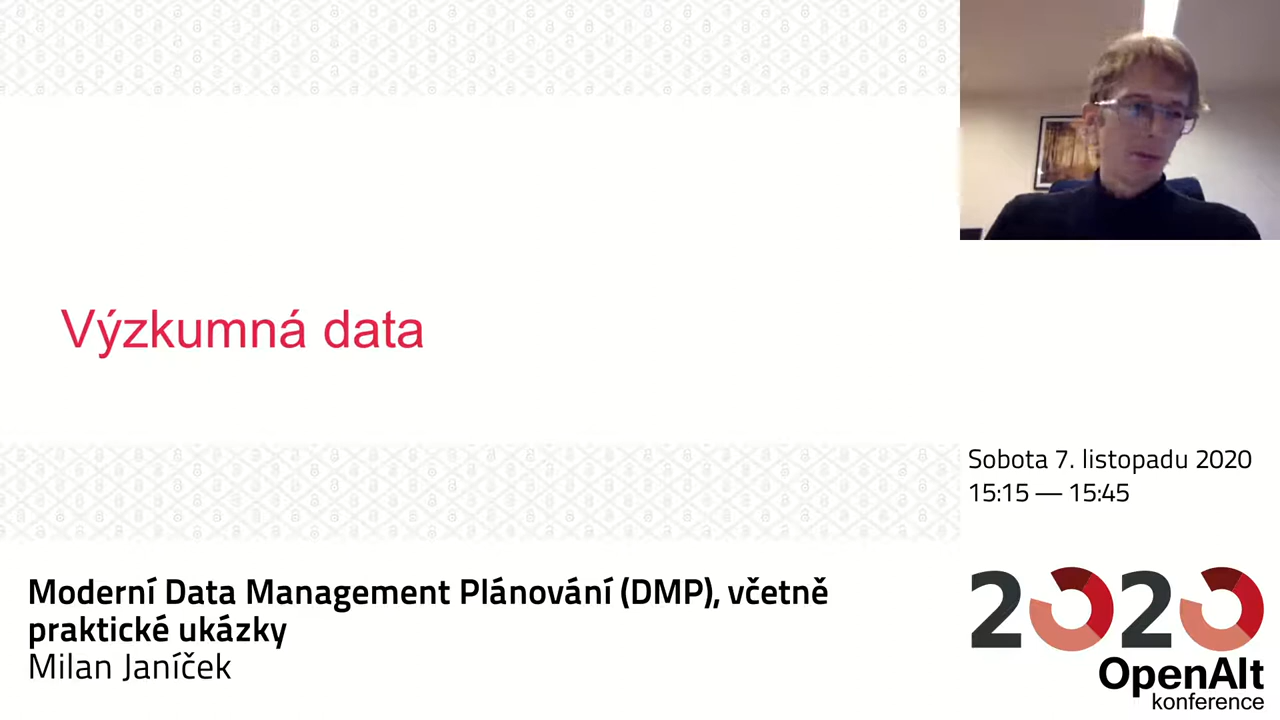 Výzkumná data
Sobota 7. listopadu 2020
15:15 — 15:45
Moderní Data Management Plánování (DMP), včetně
praktické ukázky
Milan Janíček
2020
OpenAlt
konference